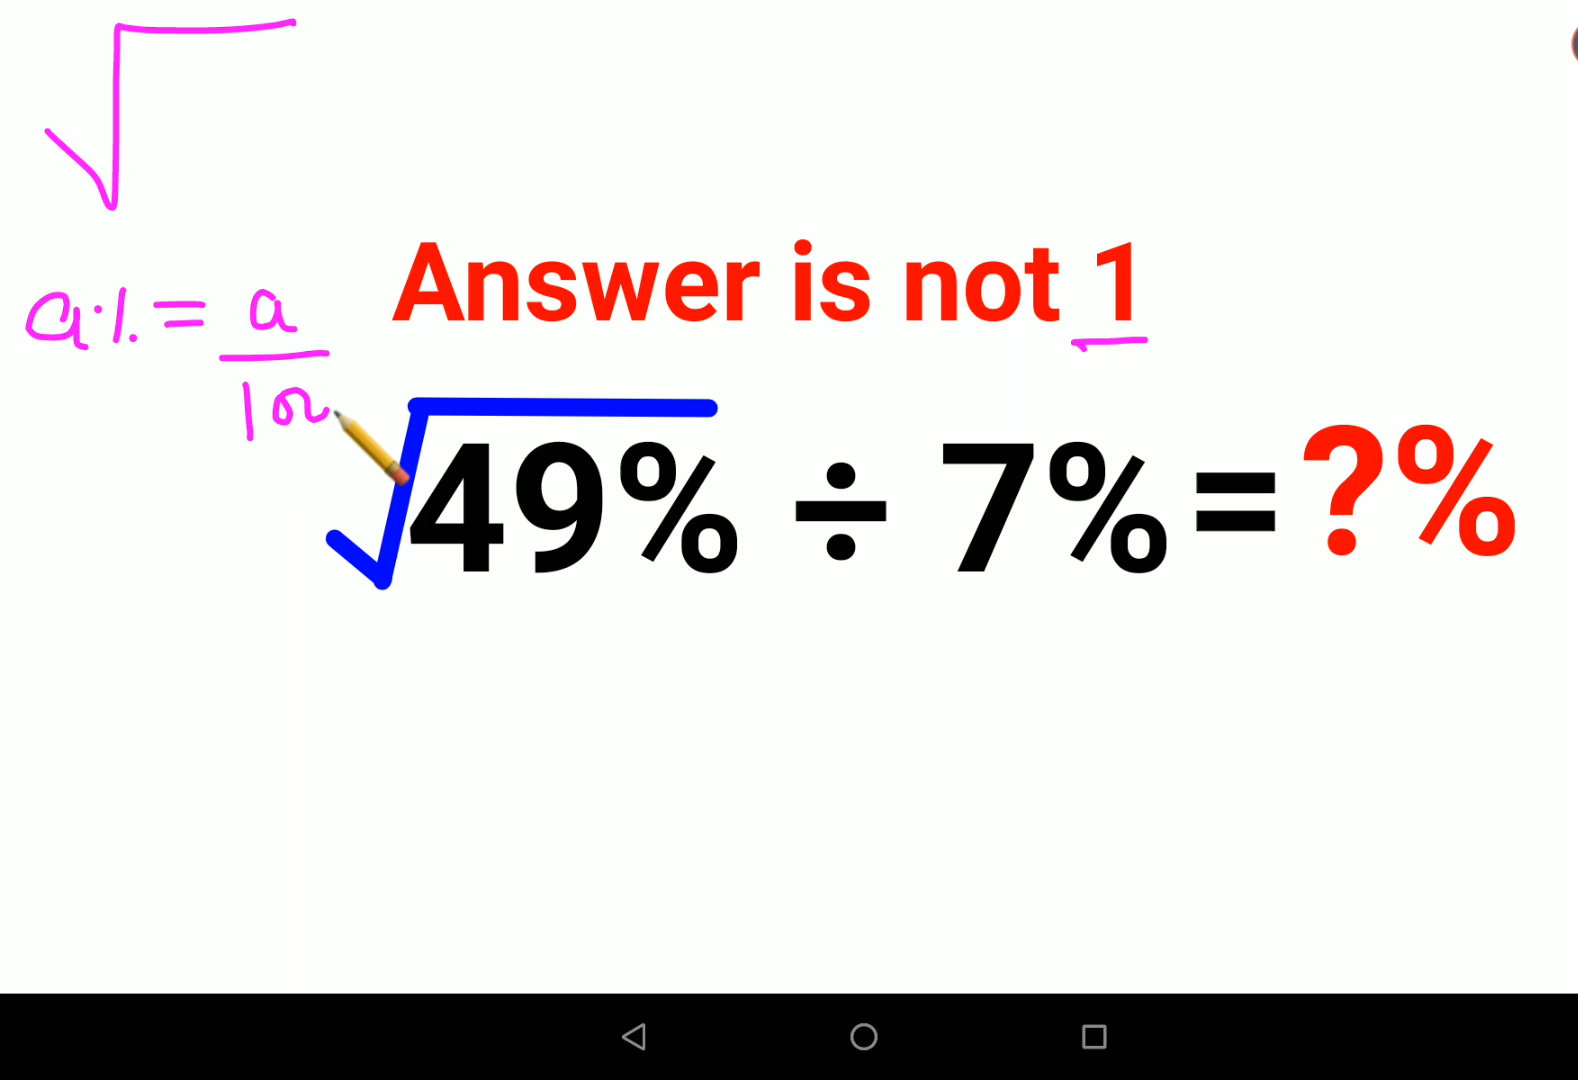 Answer is not 1
a% = a/100
√49% ÷ 7% = ?%